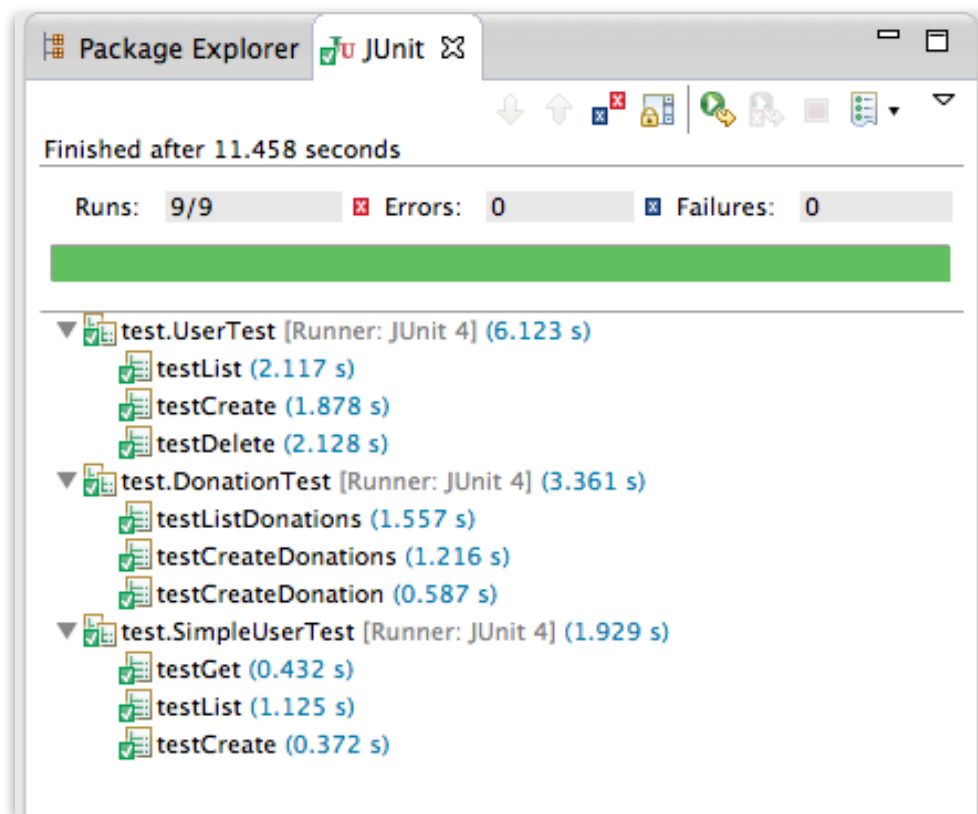 Package Explorer JUnit
Finished after 11.458 seconds
Runs: 9/9 Errors: 0 Failures: 0
test.UserTest [Runner: JUnit 4] (6.123 s)
testList (2.117 s)
testCreate (1.878 s)
testDelete (2.128 s)
test.DonationTest [Runner: JUnit 4] (3.361 s)
testListDonations (1.557 s)
testCreateDonations (1.216 s)
testCreateDonation (0.587 s)
test.SimpleUserTest [Runner: JUnit 4] (1.929 s)
testGet (0.432 s)
testList (1.125 s)
testCreate (0.372 s)